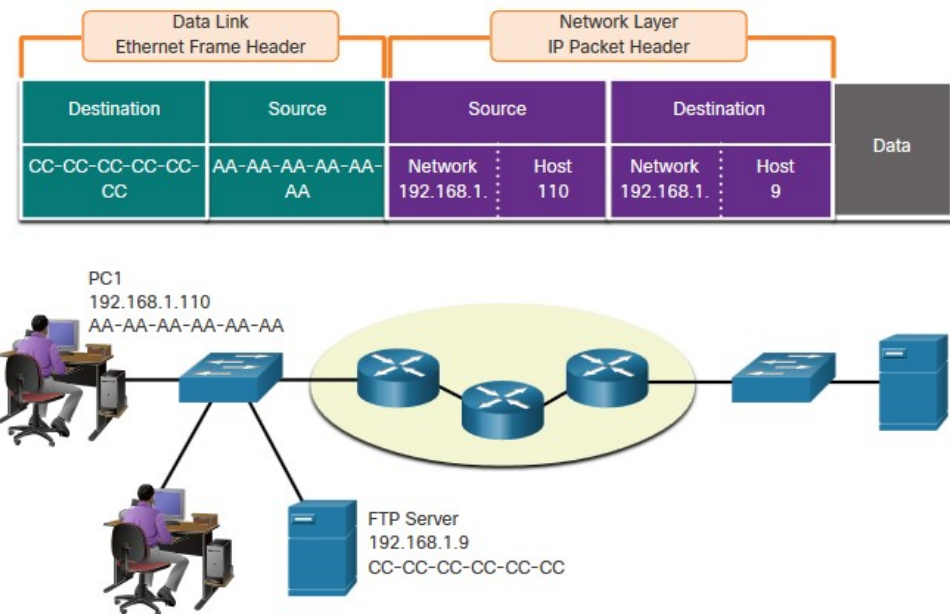 Data Link
Ethernet Frame Header
Network Layer
IP Packet Header
Destination
Source
Source
Destination
Data
CC-CC-CC-CC-CC-
CC
AA-AA-AA-AA-AA-
AA
Network
192.168.1.
Host
110
Network
192.168.1.
Host
9
PC1
192.168.1.110
AA-AA-AA-AA-AA-AA
FTP Server
192.168.1.9
CC-CC-CC-CC-CC-CC